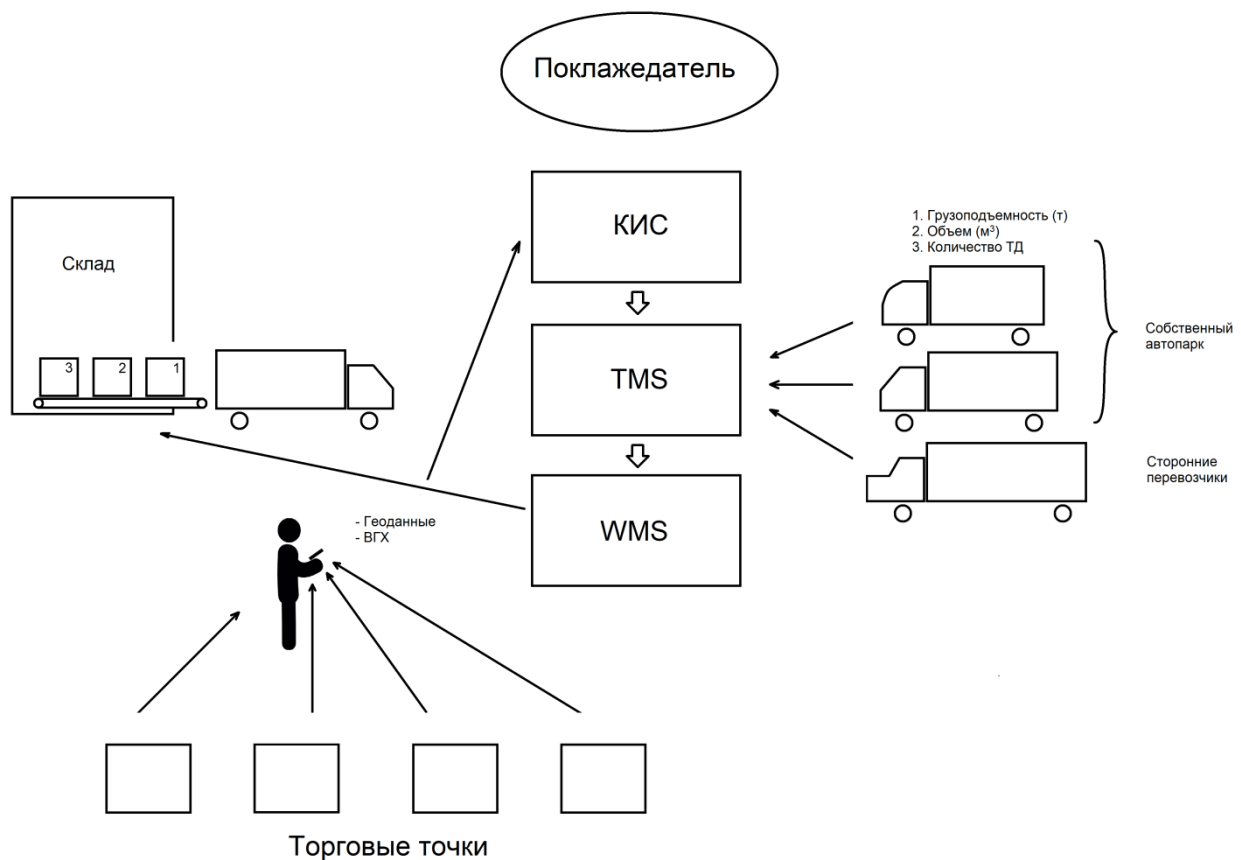 Поклажедатель
КИС
1. Грузоподъемность (т)
2. Объем (м³)
3. Количество ТД
Склад
3
2
1
TMS
Собственный
автопарк
Сторонние
перевозчики
WMS
- Геоданные
- ВГХ
Торговые точки